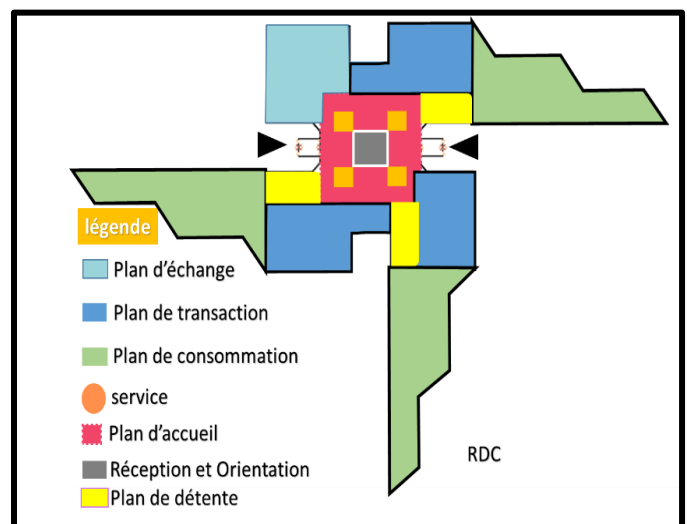 légende
Plan d'échange
Plan de transaction
Plan de consommation
service
Plan d'accueil
RDC
Réception et Orientation
Plan de détente